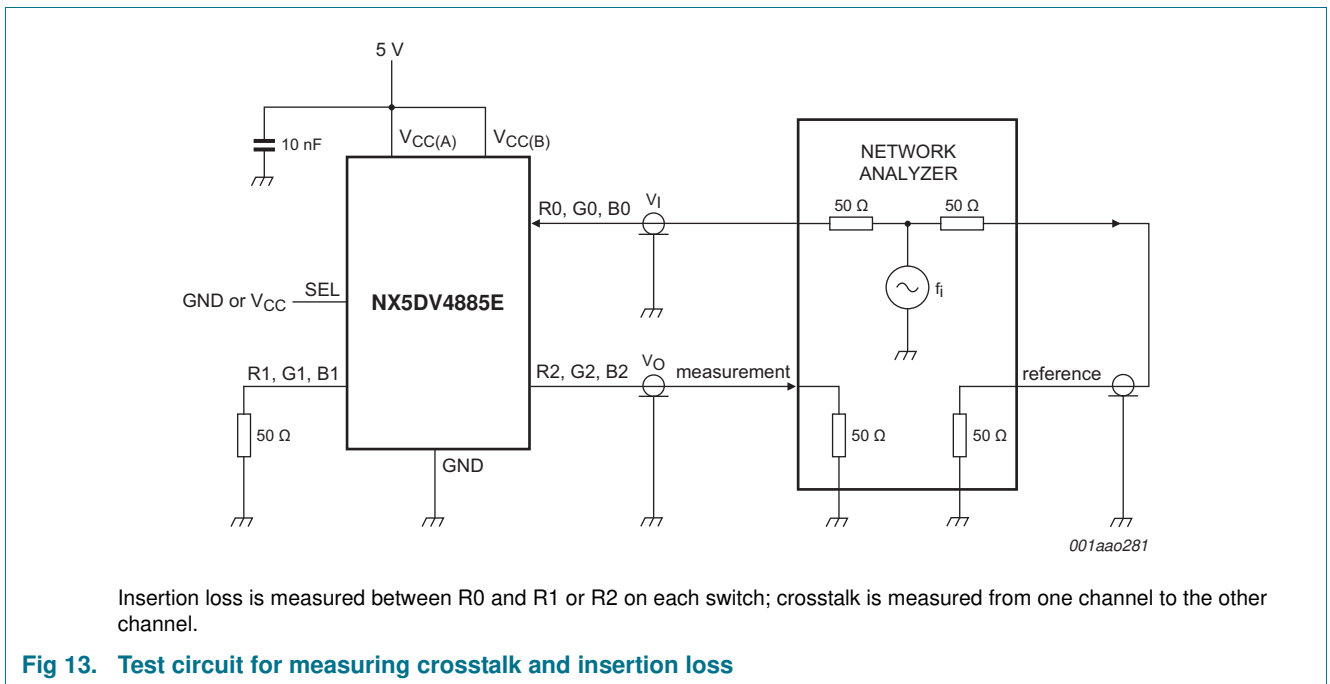 5 V
10 nF
VCC(A)
VCC(B)
NETWORK
ANALYZER
R0, G0, B0
VI
50 Ω
50 Ω
fi
GND or VCC
SEL
NX5DV4885E
R1, G1, B1
R2, G2, B2
VO
measurement
reference
50 Ω
50 Ω
50 Ω
GND
001aao281
Insertion loss is measured between R0 and R1 or R2 on each switch; crosstalk is measured from one channel to the other
channel.
Fig 13. Test circuit for measuring crosstalk and insertion loss